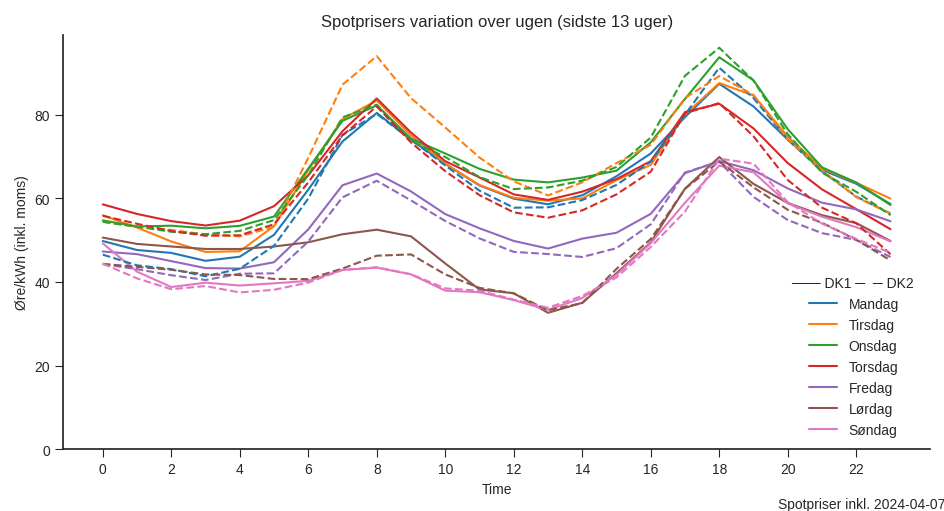 Spotprisers variation over ugen (sidste 13 uger)
Øre/kWh (inkl. moms)
80
60
40
20
0
0 2 4 6 8 10 12 14 16 18 20 22
Time
DK1 DK2
Mandag
Tirsdag
Onsdag
Torsdag
Fredag
Lørdag
Søndag
Spotpriser inkl. 2024-04-07